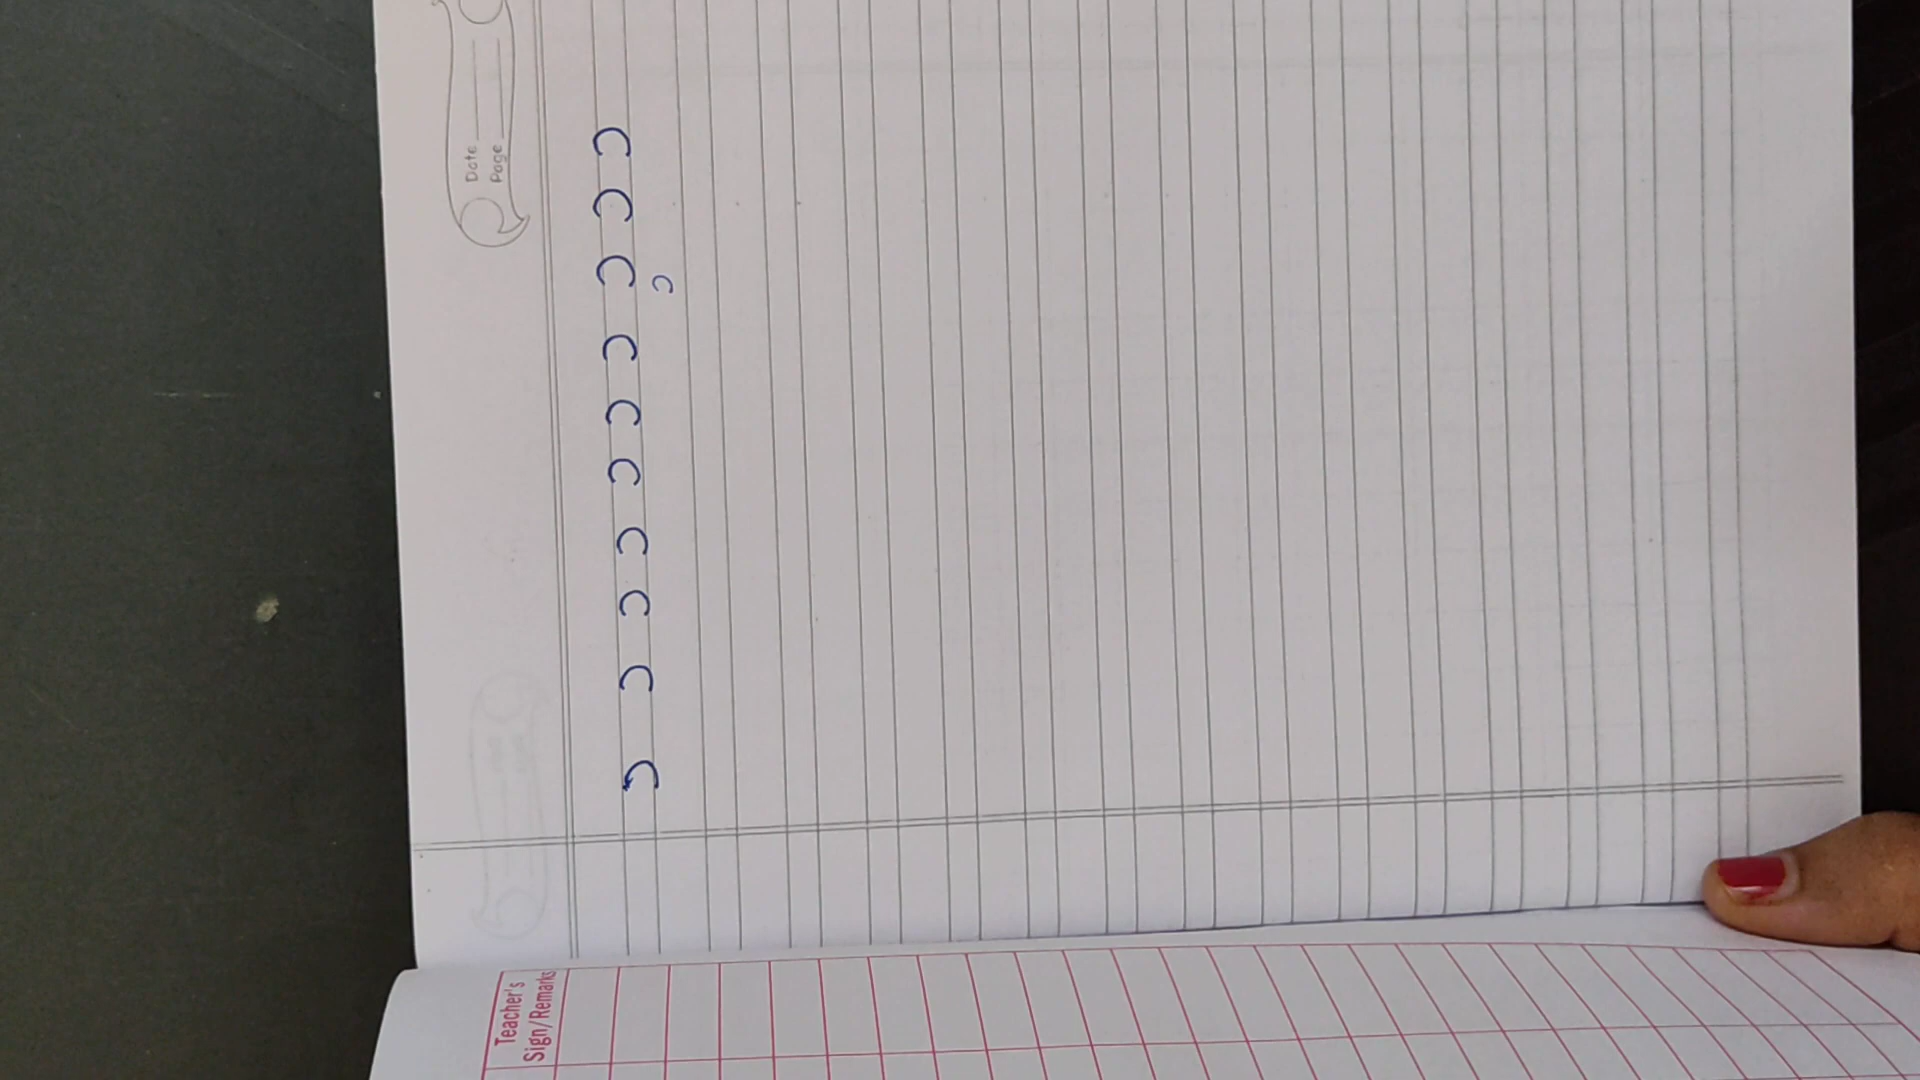 Date
Page
) ) ) ) ) ) ) ) ) )
)
Teacher's
Sign/Remarks